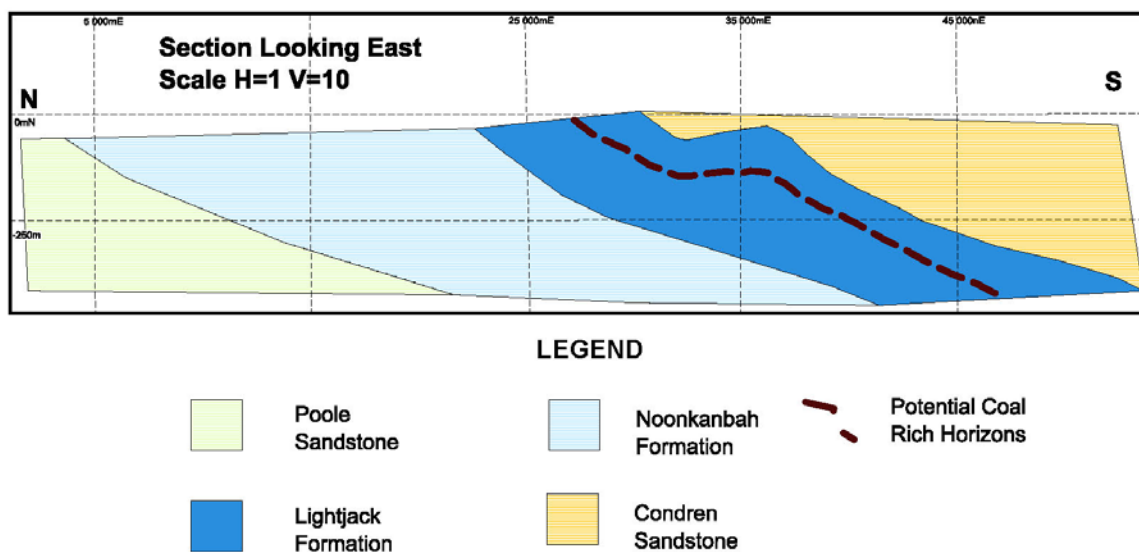 5 000mE 25 000mE 35 000mE 45 000mE
Section Looking East
Scale H=1 V=10
N S
0mN
-250m
LEGEND
Poole
Sandstone
Noonkanbah
Formation
Potential Coal
Rich Horizons
Lightjack
Formation
Condren
Sandstone